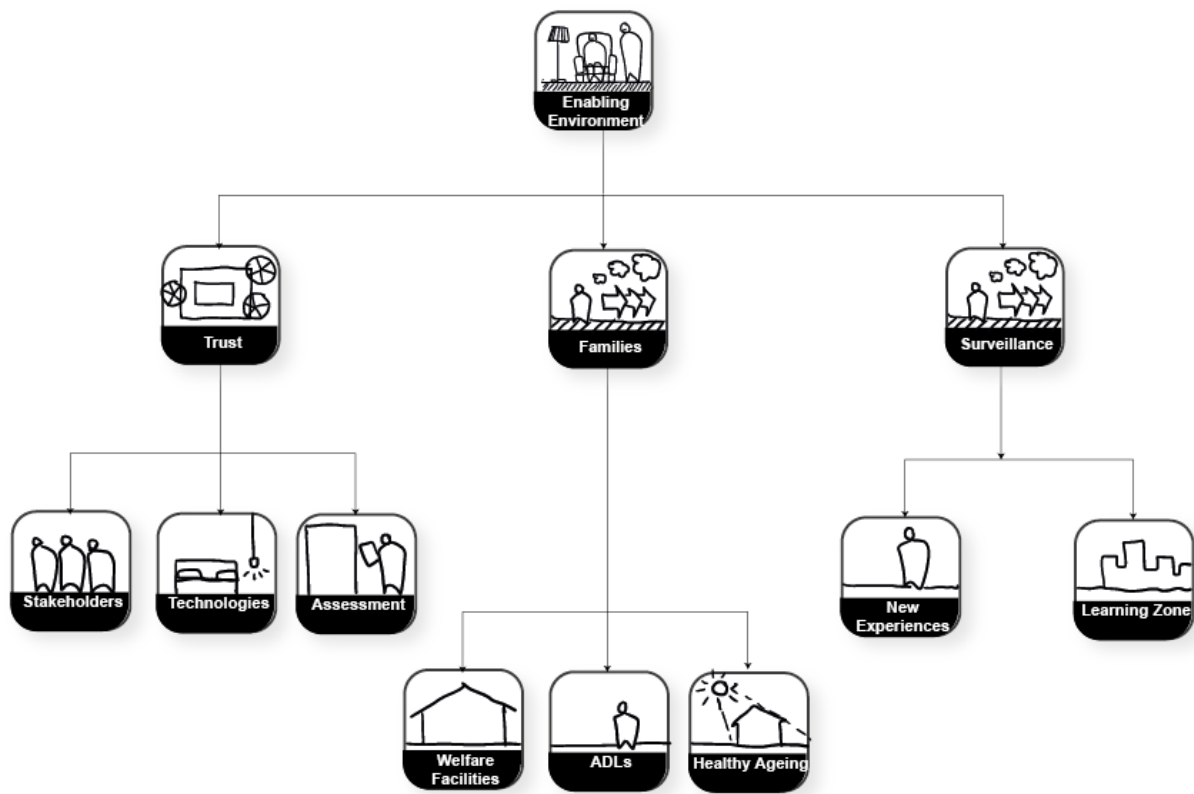 Enabling
Environment
Trust
Families
Surveillance
Stakeholders
Technologies
Assessment
New
Experiences
Learning Zone
Welfare
Facilities
ADLs
Healthy Ageing